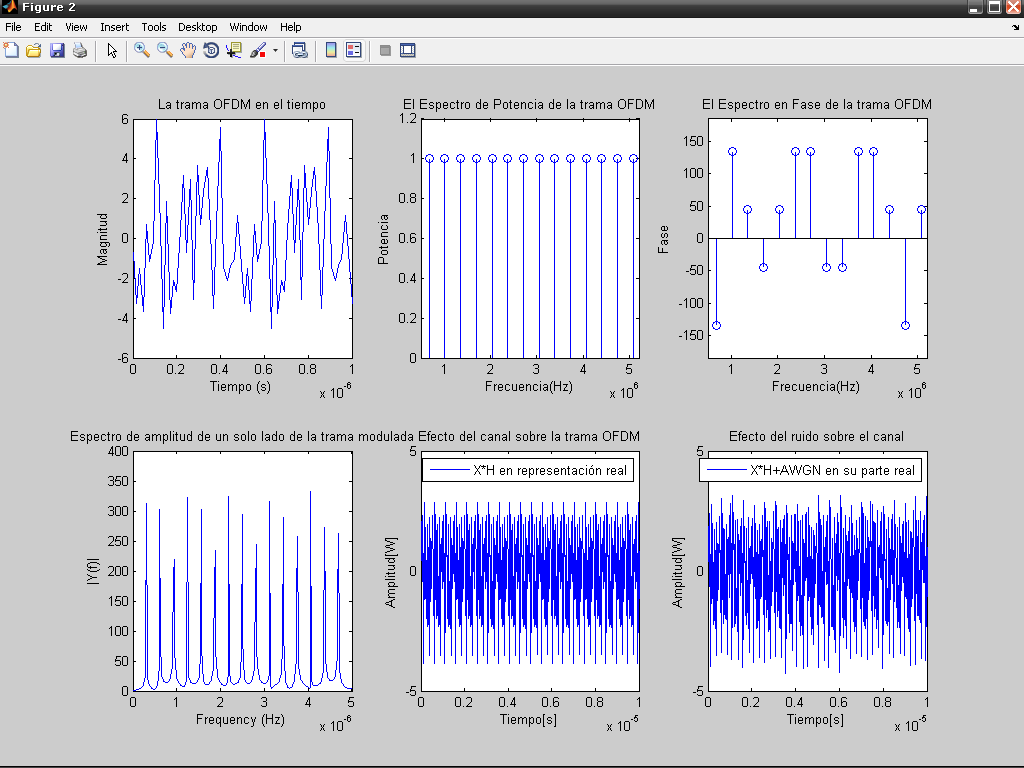 Figure 2
File Edit View Insert Tools Desktop Window Help
La trama OFDM en el tiempo
6
4
2
0
-2
-4
-6
Magnitud
0 0.2 0.4 0.6 0.8 1
Tiempo (s)
x 10^-6
El Espectro de Potencia de la trama OFDM
1.2
1
0.8
0.6
0.4
0.2
0
Potencia
1 2 3 4 5
Frecuencia(Hz)
x 10^6
El Espectro en Fase de la trama OFDM
150
100
50
0
-50
-100
-150
Fase
1 2 3 4 5
Frecuencia(Hz)
x 10^6
Espectro de amplitud de un solo lado de la trama modulada
400
350
300
250
200
150
100
50
0
|Y(f)|
0 1 2 3 4 5
Frequency (Hz)
x 10^-6
Efecto del canal sobre la trama OFDM
X*H en representación real
5
0
-5
Amplitud[W]
0 0.2 0.4 0.6 0.8 1
Tiempo[s]
x 10^-5
Efecto del ruido sobre el canal
X*H+AWGN en su parte real
5
0
-5
Amplitud[W]
0 0.2 0.4 0.6 0.8 1
Tiempo[s]
x 10^-5